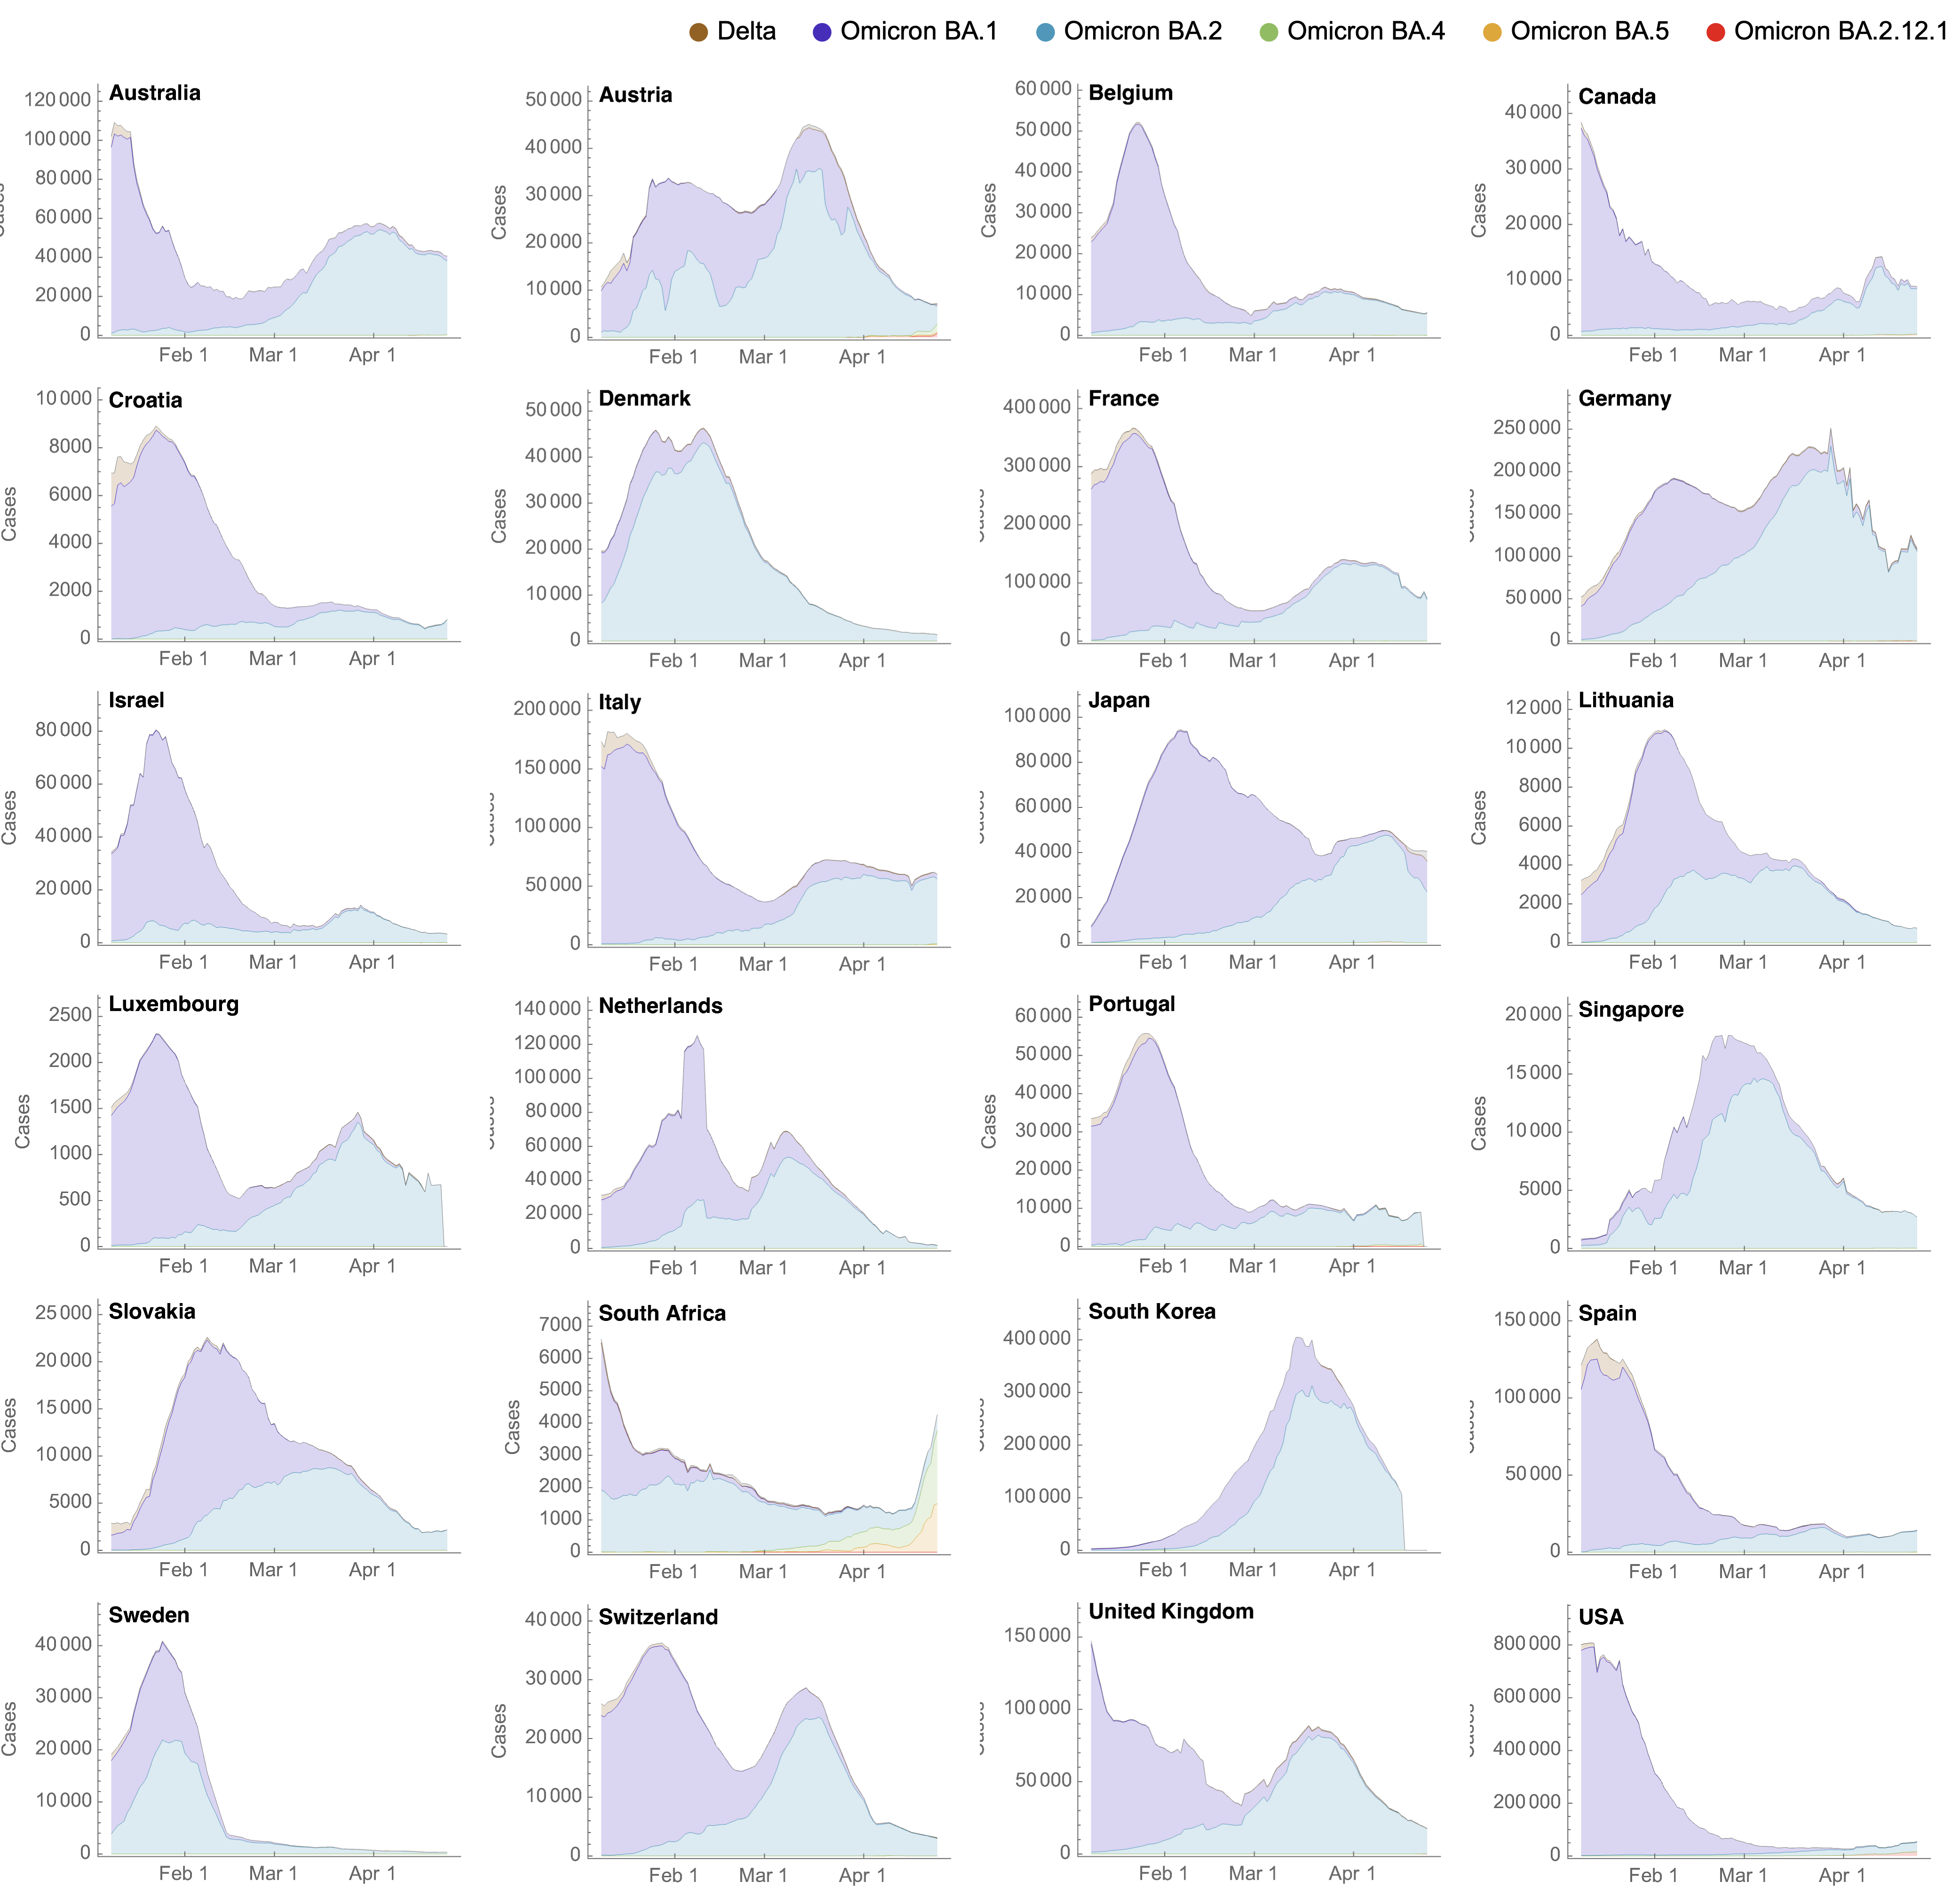 Delta Omicron BA.1 Omicron BA.2 Omicron BA.4 Omicron BA.5 Omicron BA.2.12.1
Australia
120 000
100 000
80 000
60 000
40 000
20 000
0
Feb 1 Mar 1 Apr 1
Austria
Cases
50 000
40 000
30 000
20 000
10 000
0
Feb 1 Mar 1 Apr 1
Belgium
Cases
60 000
50 000
40 000
30 000
20 000
10 000
0
Feb 1 Mar 1 Apr 1
Canada
Cases
40 000
30 000
20 000
10 000
0
Feb 1 Mar 1 Apr 1
Croatia
Cases
10 000
8000
6000
4000
2000
0
Feb 1 Mar 1 Apr 1
Denmark
Cases
50 000
40 000
30 000
20 000
10 000
0
Feb 1 Mar 1 Apr 1
France
Cases
400 000
300 000
200 000
100 000
0
Feb 1 Mar 1 Apr 1
Germany
Cases
250 000
200 000
150 000
100 000
50 000
0
Feb 1 Mar 1 Apr 1
Israel
Cases
80 000
60 000
40 000
20 000
0
Feb 1 Mar 1 Apr 1
Italy
Cases
200 000
150 000
100 000
50 000
0
Feb 1 Mar 1 Apr 1
Japan
Cases
100 000
80 000
60 000
40 000
20 000
0
Feb 1 Mar 1 Apr 1
Lithuania
Cases
12 000
10 000
8000
6000
4000
2000
0
Feb 1 Mar 1 Apr 1
Luxembourg
Cases
2500
2000
1500
1000
500
0
Feb 1 Mar 1 Apr 1
Netherlands
Cases
140 000
120 000
100 000
80 000
60 000
40 000
20 000
0
Feb 1 Mar 1 Apr 1
Portugal
Cases
60 000
50 000
40 000
30 000
20 000
10 000
0
Feb 1 Mar 1 Apr 1
Singapore
Cases
20 000
15 000
10 000
5000
0
Feb 1 Mar 1 Apr 1
Slovakia
Cases
25 000
20 000
15 000
10 000
5000
0
Feb 1 Mar 1 Apr 1
South Africa
Cases
7000
6000
5000
4000
3000
2000
1000
0
Feb 1 Mar 1 Apr 1
South Korea
Cases
400 000
300 000
200 000
100 000
0
Feb 1 Mar 1 Apr 1
Spain
Cases
150 000
100 000
50 000
0
Feb 1 Mar 1 Apr 1
Sweden
Cases
40 000
30 000
20 000
10 000
0
Feb 1 Mar 1 Apr 1
Switzerland
Cases
40 000
30 000
20 000
10 000
0
Feb 1 Mar 1 Apr 1
United Kingdom
Cases
150 000
100 000
50 000
0
Feb 1 Mar 1 Apr 1
USA
Cases
800 000
600 000
400 000
200 000
0
Feb 1 Mar 1 Apr 1